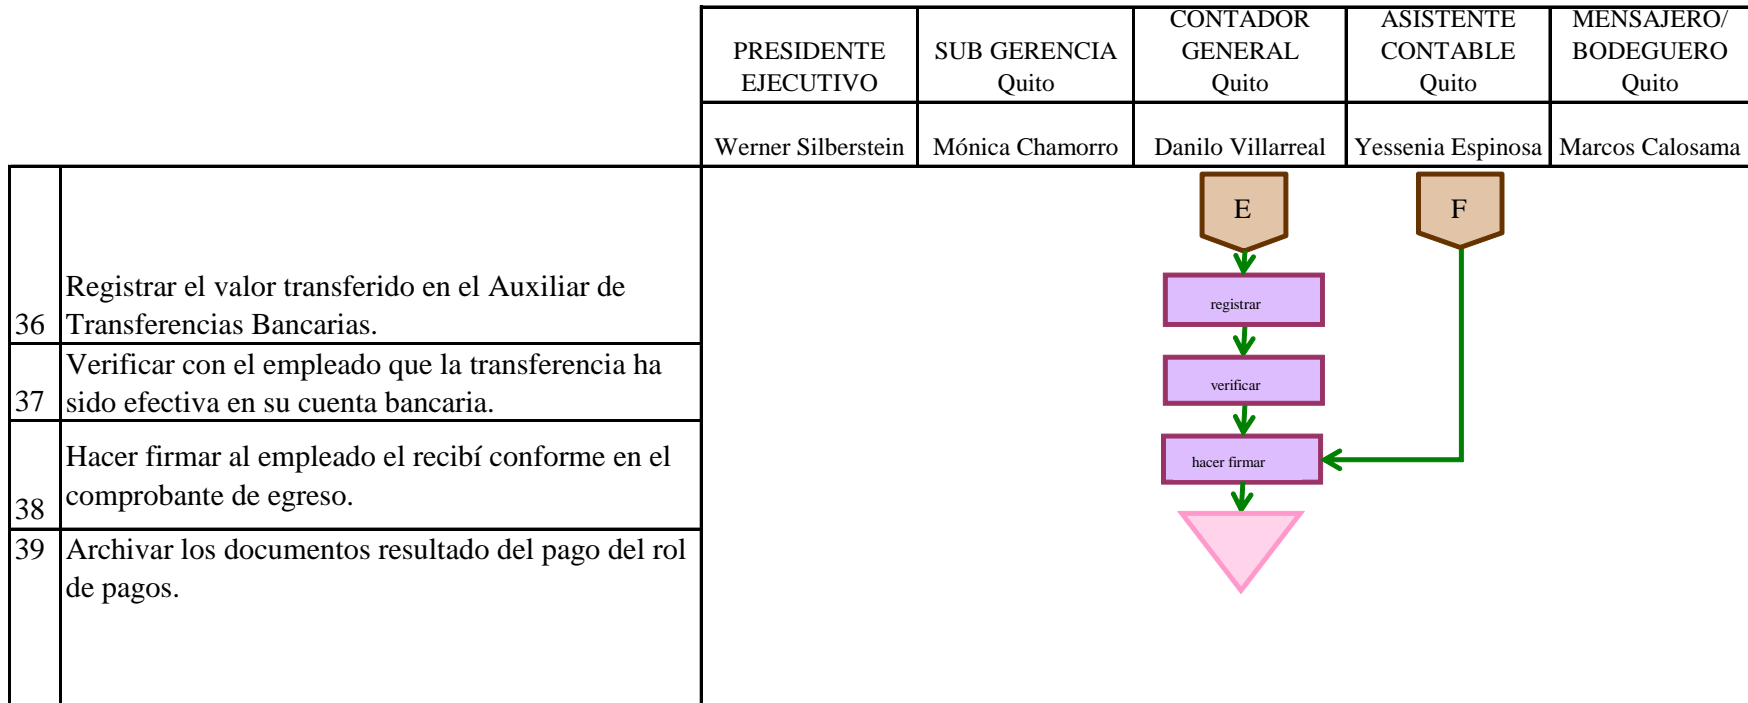 PRESIDENTE
EJECUTIVO
SUB GERENCIA
Quito
CONTADOR
GENERAL
Quito
ASISTENTE
CONTABLE
Quito
MENSAJERO/
BODEGUERO
Quito
Werner Silberstein
Mónica Chamorro
Danilo Villarreal
Yessenia Espinosa
Marcos Calosama
E
F
36
Registrar el valor transferido en el Auxiliar de
Transferencias Bancarias.
registrar
37
Verificar con el empleado que la transferencia ha
sido efectiva en su cuenta bancaria.
verificar
38
Hacer firmar al empleado el recibí conforme en el
comprobante de egreso.
hacer firmar
39
Archivar los documentos resultado del pago del rol
de pagos.